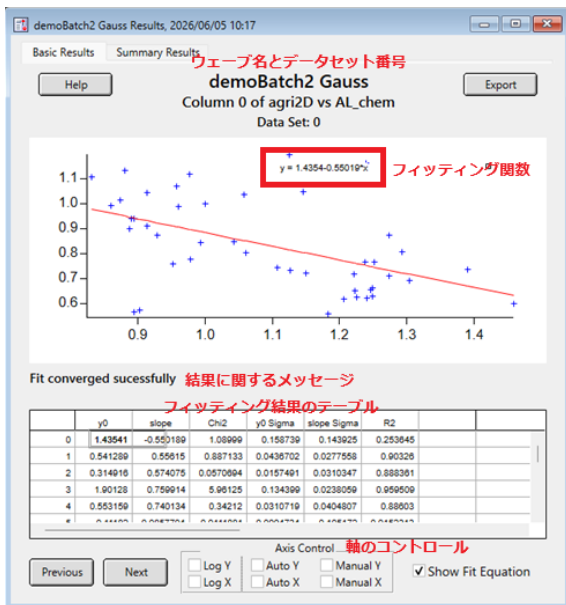 demoBatch2 Gauss Results, 2026/06/05 10:17
Basic Results Summary Results
ウェーブ名とデータセット番号
Help demoBatch2 Gauss Export
Column 0 of agri2D vs AL_chem
Data Set: 0
y = 1.4354-0.55019*x フィッティング関数
1.1
1.0
0.9
0.8
0.7
0.6
0.9 1.0 1.1 1.2 1.3 1.4
Fit converged sucessfully 結果に関するメッセージ
フィッティング結果のテーブル
y0 slope Chi2 y0 Sigma slope Sigma R2
0 1.43541 -0.550189 1.08999 0.158739 0.143925 0.253645
1 0.541289 0.55615 0.887133 0.0436702 0.0277558 0.90326
2 0.314916 0.574075 0.0570694 0.0157491 0.0310347 0.888361
3 1.90128 0.759914 5.96125 0.134399 0.0238059 0.959509
4 0.553159 0.740134 0.34212 0.0310719 0.0404807 0.88603
Axis Control 軸のコントロール
Previous Next Log Y Auto Y Manual Y Show Fit Equation
Log X Auto X Manual X